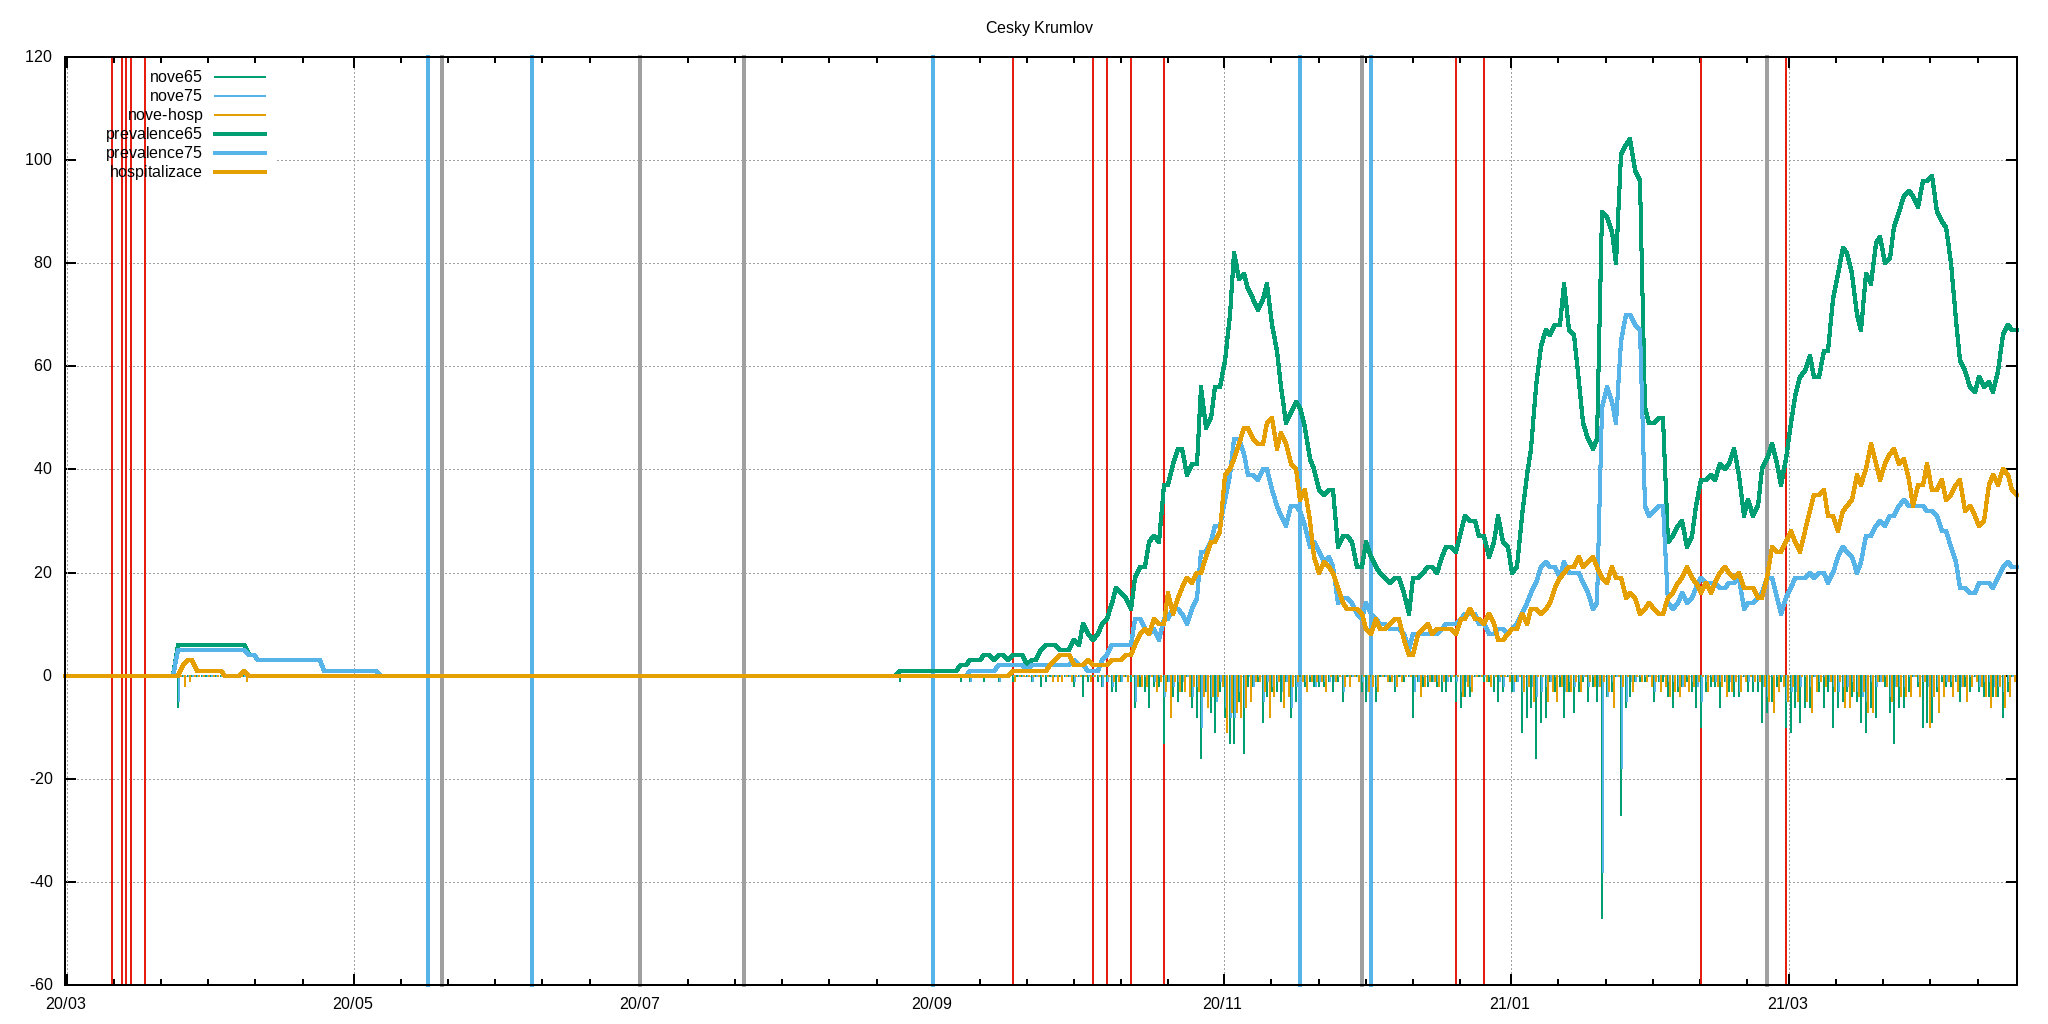 Cesky Krumlov
120
100
80
60
40
20
0
-20
-40
-60
nove65
nove75
nove-hosp
prevalence65
prevalence75
hospitalizace
20/03 20/05 20/07 20/09 20/11 21/01 21/03